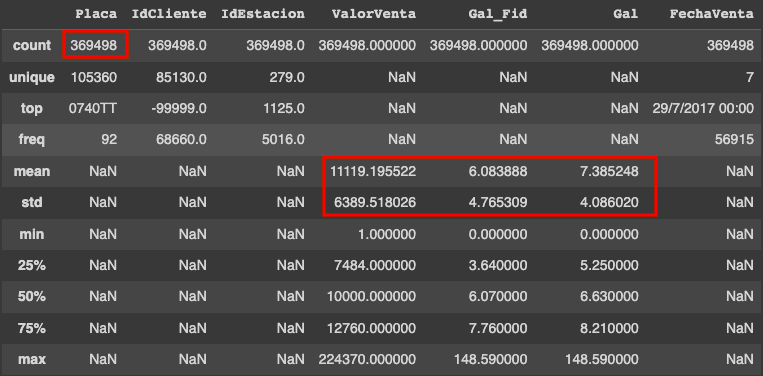 Placa IdCliente IdEstacion ValorVenta Gal_Fid Gal FechaVenta
count 369498 369498.0 369498.0 369498.000000 369498.000000 369498.000000 369498
unique 105360 85130.0 279.0 NaN NaN NaN 7
top 0740TT -99999.0 1125.0 NaN NaN NaN 29/7/2017 00:00
freq 92 68660.0 5016.0 NaN NaN NaN 56915
mean NaN NaN NaN 11119.195522 6.083888 7.385248 NaN
std NaN NaN NaN 6389.518026 4.765309 4.086020 NaN
min NaN NaN NaN 1.000000 0.000000 0.000000 NaN
25% NaN NaN NaN 7484.000000 3.640000 5.250000 NaN
50% NaN NaN NaN 10000.000000 6.070000 6.630000 NaN
75% NaN NaN NaN 12760.000000 7.760000 8.210000 NaN
max NaN NaN NaN 224370.000000 148.590000 148.590000 NaN